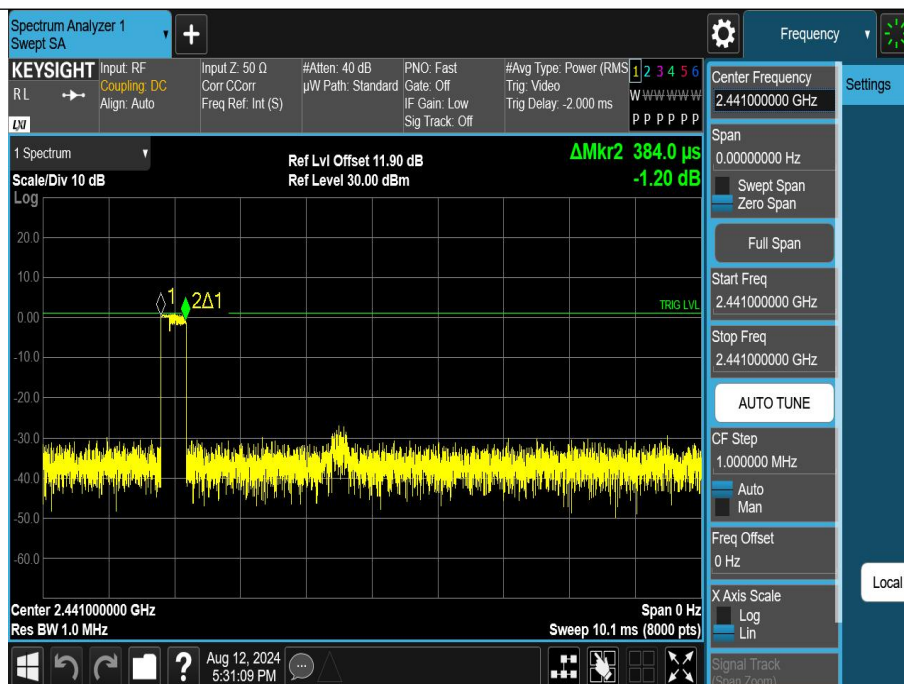 Spectrum Analyzer 1
Swept SA
Frequency
KEYSIGHT
R L
LXI
Input: RF
Coupling: DC
Align: Auto
Input Z: 50 Ω
Corr CCorr
Freq Ref: Int (S)
#Atten: 40 dB
µW Path: Standard
PNO: Fast
Gate: Off
IF Gain: Low
Sig Track: Off
#Avg Type: Power (RMS
Trig: Video
Trig Delay: -2.000 ms
1 2 3 4 5 6
W W W W W W
P P P P P P
Center Frequency
2.441000000 GHz
Settings
1 Spectrum
Scale/Div 10 dB
Log
Ref Lvl Offset 11.90 dB
Ref Level 30.00 dBm
ΔMkr2 384.0 µs
-1.20 dB
20.0
10.0
0.00
-10.0
-20.0
-30.0
-40.0
-50.0
-60.0
1
2Δ1
TRIG LVL
Span
0.00000000 Hz
Swept Span
Zero Span
Full Span
Start Freq
2.441000000 GHz
Stop Freq
2.441000000 GHz
AUTO TUNE
CF Step
1.000000 MHz
Auto
Man
Freq Offset
0 Hz
X Axis Scale
Log
Lin
Signal Track
(Span Zoom)
Local
Center 2.441000000 GHz
Res BW 1.0 MHz
Span 0 Hz
Sweep 10.1 ms (8000 pts)
?
Aug 12, 2024
5:31:09 PM